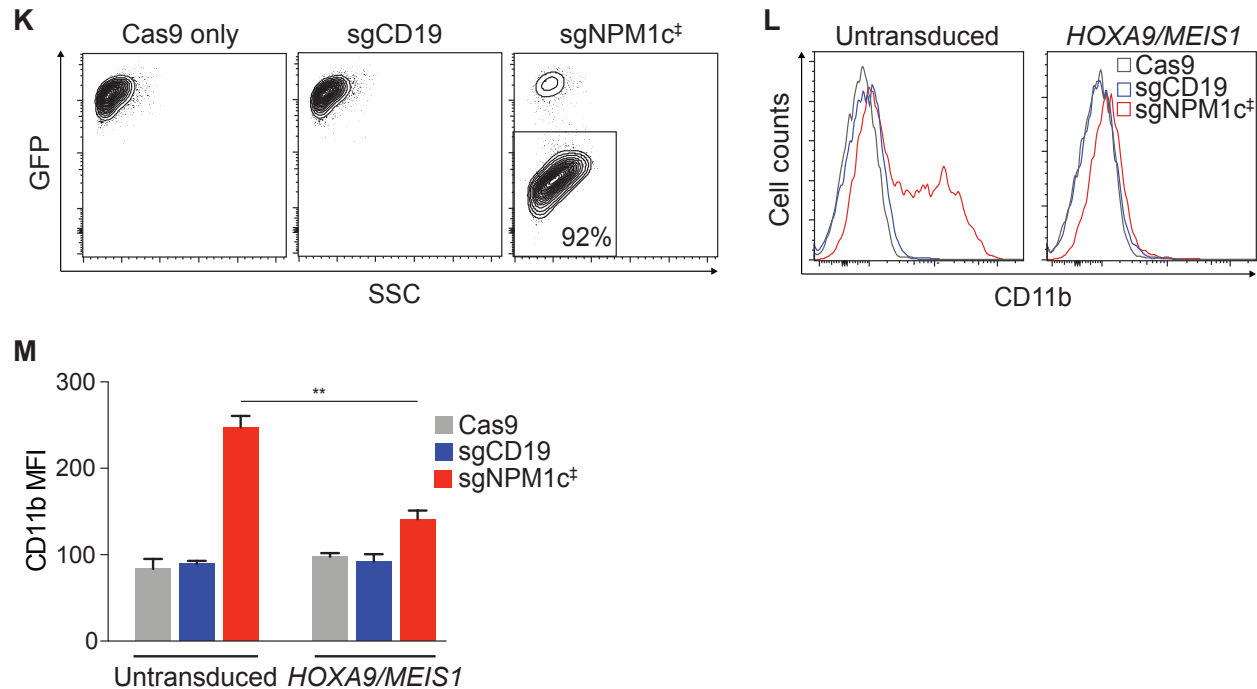 K
Cas9 only
sgCD19
sgNPM1c‡
GFP
92%
SSC
L
Untransduced
HOXA9/MEIS1
Cas9
sgCD19
sgNPM1c‡
Cell counts
CD11b
M
300
200
100
0
CD11b MFI
**
Cas9
sgCD19
sgNPM1c‡
Untransduced
HOXA9/MEIS1